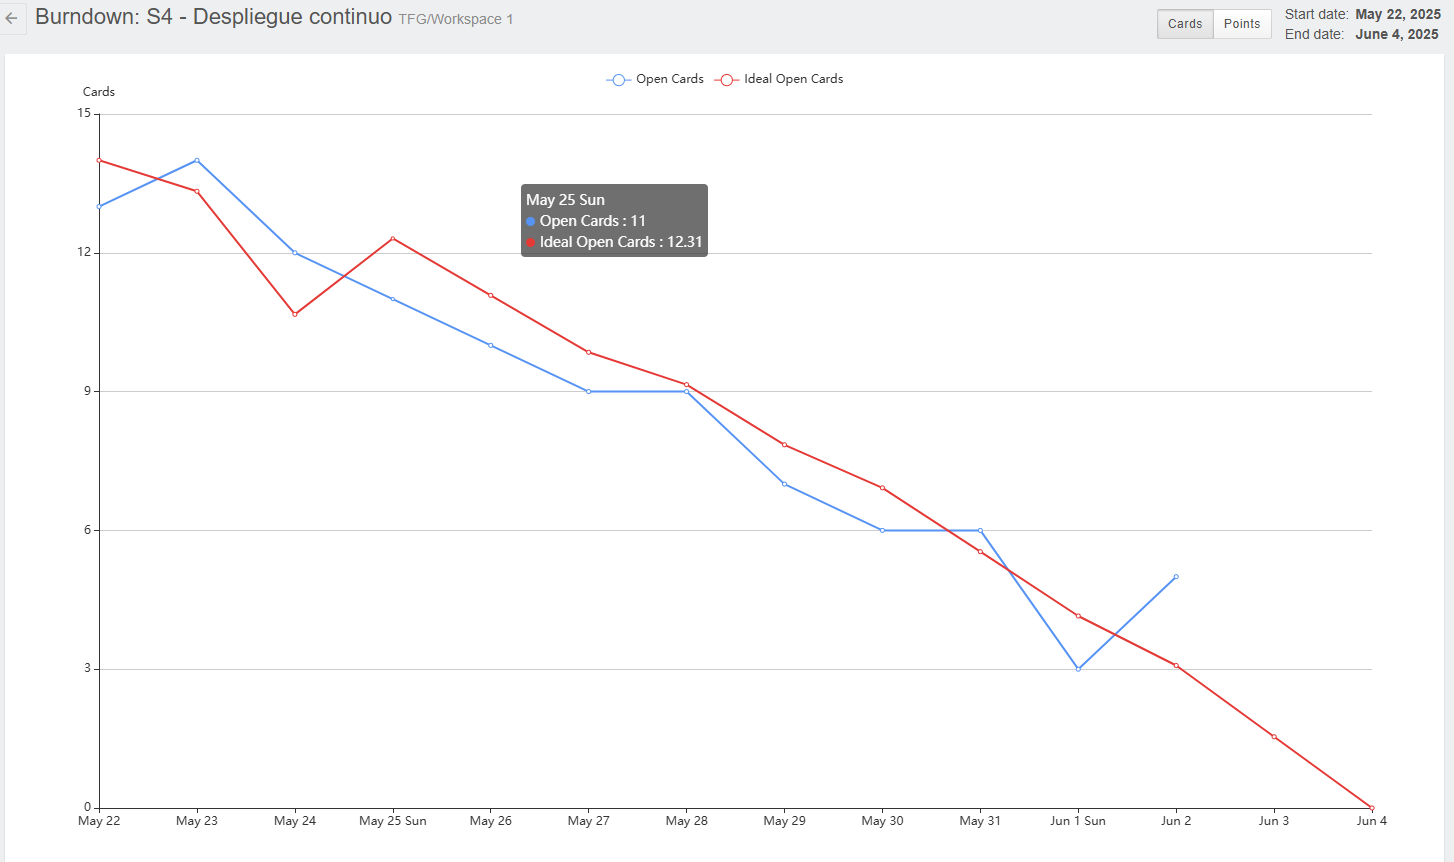 Burndown: S4 - Despliegue continuo TFG/Workspace 1
Cards Points
Start date: May 22, 2025
End date: June 4, 2025
Open Cards Ideal Open Cards
Cards
15
12
9
6
3
0
May 25 Sun
Open Cards : 11
Ideal Open Cards : 12.31
May 22 May 23 May 24 May 25 Sun May 26 May 27 May 28 May 29 May 30 May 31 Jun 1 Sun Jun 2 Jun 3 Jun 4